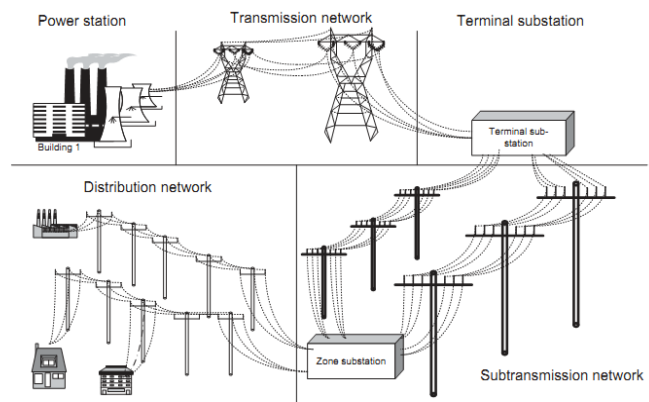 Power station
Transmission network
Terminal substation
Building 1
Terminal sub-
station
Distribution network
Zone substation
Subtransmission network